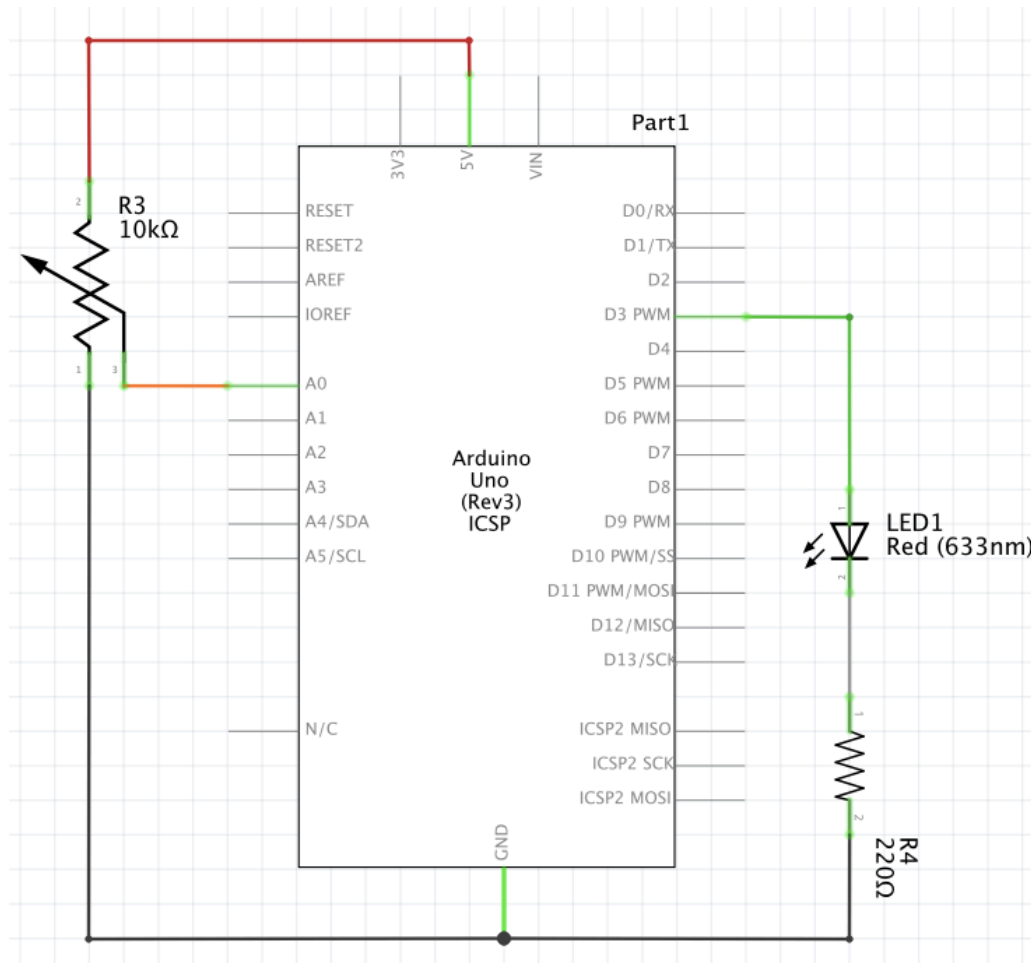 Part1
3V3
5V
VIN
2
R3
10kΩ
1
3
RESET
RESET2
AREF
IOREF
A0
A1
A2
A3
A4/SDA
A5/SCL
N/C
Arduino
Uno
(Rev3)
ICSP
D0/RX
D1/TX
D2
D3 PWM
D4
D5 PWM
D6 PWM
D7
D8
D9 PWM
D10 PWM/SS
D11 PWM/MOSI
D12/MISO
D13/SCK
ICSP2 MISO
ICSP2 SCK
ICSP2 MOSI
GND
1
LED1
Red (633nm)
2
1
2
R4
220Ω